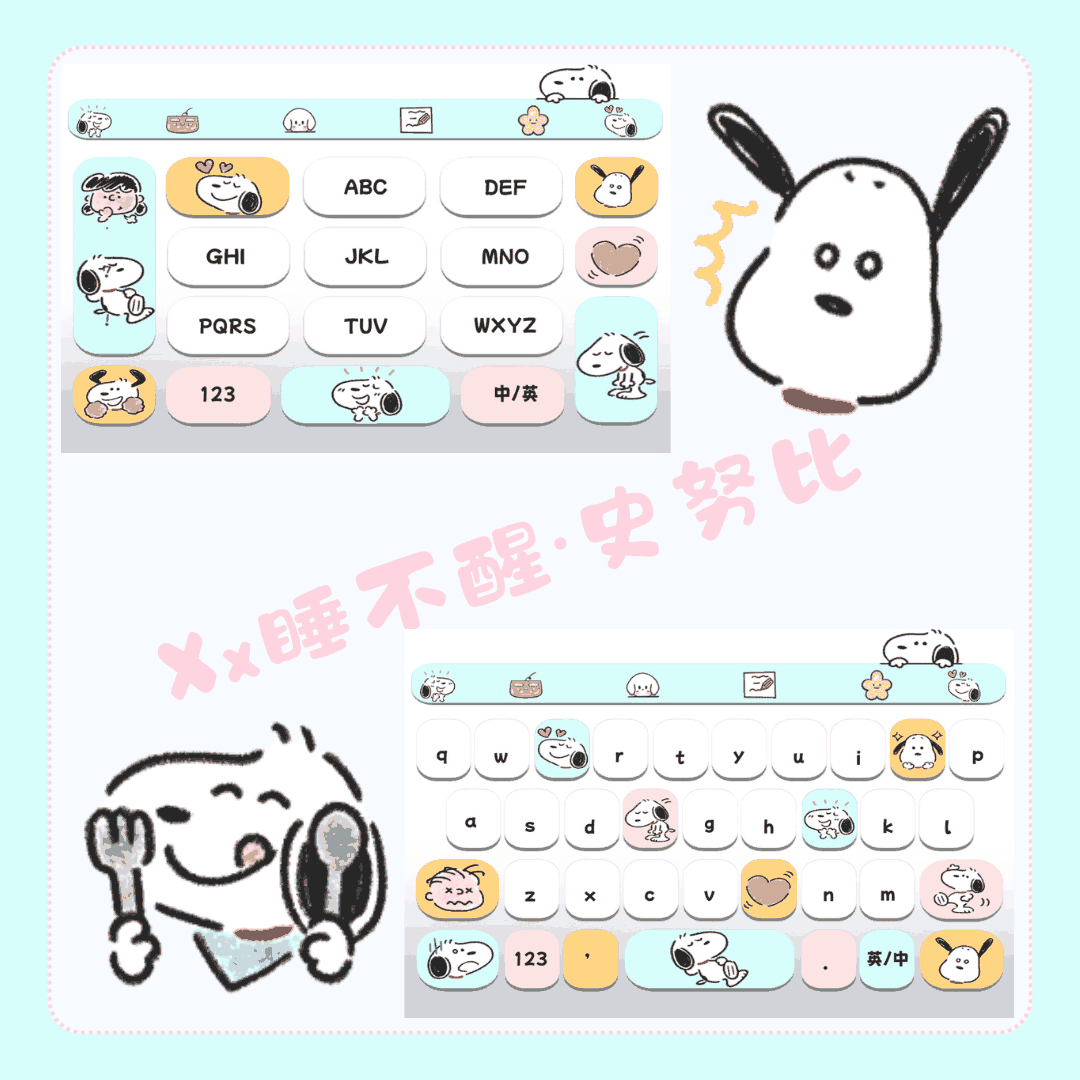 ABC DEF
GHI JKL MNO
PQRS TUV WXYZ
123 中/英
Xx睡不醒·史努比
q w r t y u i p
a s d g h k l
z x c v n m
123 ' . 英/中